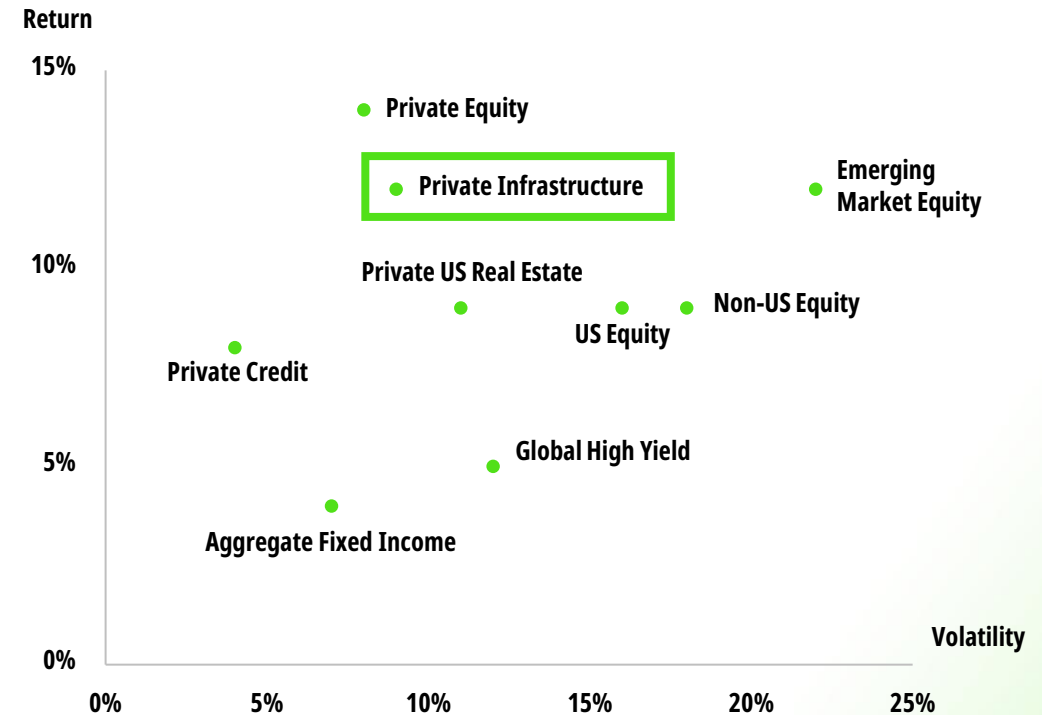 Return
15%
Private Equity
Private Infrastructure
Emerging
Market Equity
10%
Private US Real Estate
Non-US Equity
US Equity
Private Credit
5%
Global High Yield
Aggregate Fixed Income
Volatility
0%
0% 5% 10% 15% 20% 25%